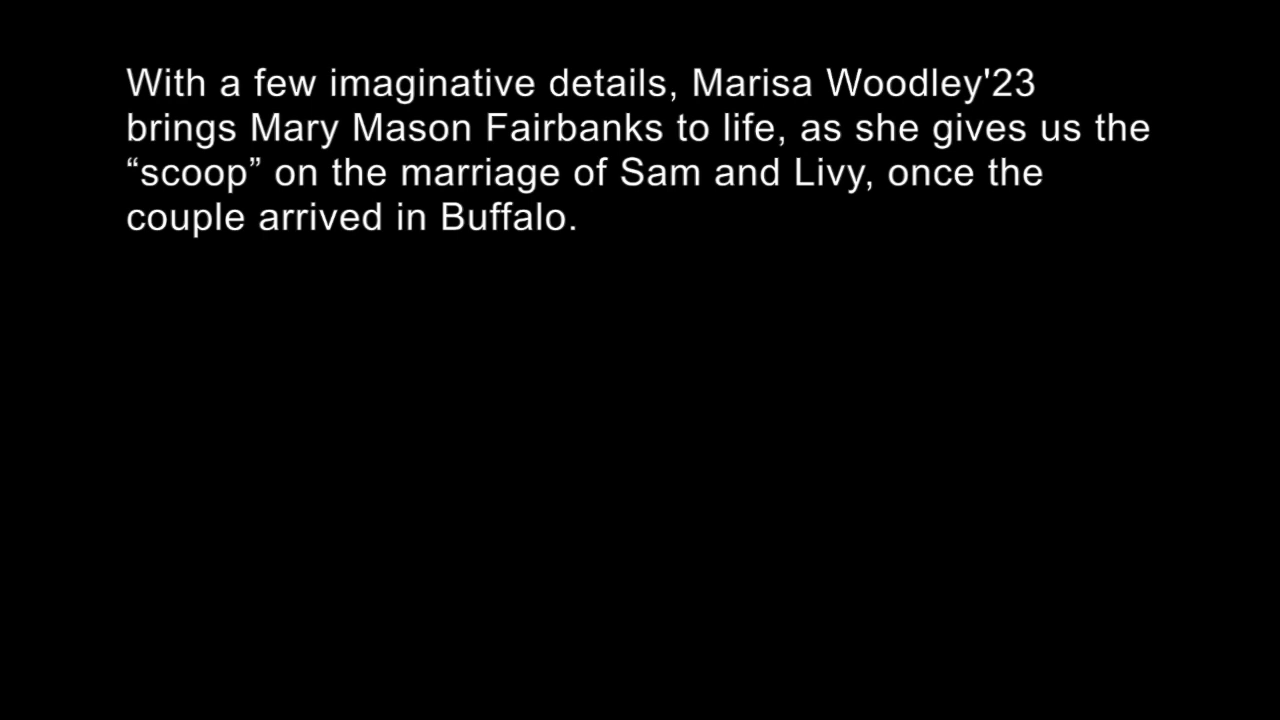 With a few imaginative details, Marisa Woodley'23
brings Mary Mason Fairbanks to life, as she gives us the
“scoop” on the marriage of Sam and Livy, once the
couple arrived in Buffalo.